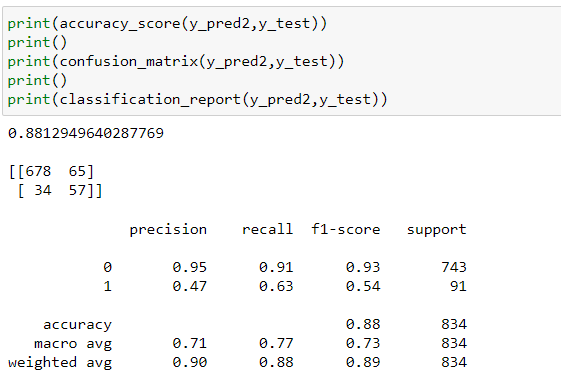 print(accuracy_score(y_pred2,y_test))
print()
print(confusion_matrix(y_pred2,y_test))
print()
print(classification_report(y_pred2,y_test))
0.8812949640287769
[[678  65]
 [ 34  57]]
              precision    recall  f1-score   support
           0       0.95      0.91      0.93       743
           1       0.47      0.63      0.54        91
    accuracy                           0.88       834
   macro avg       0.71      0.77      0.73       834
weighted avg       0.90      0.88      0.89       834